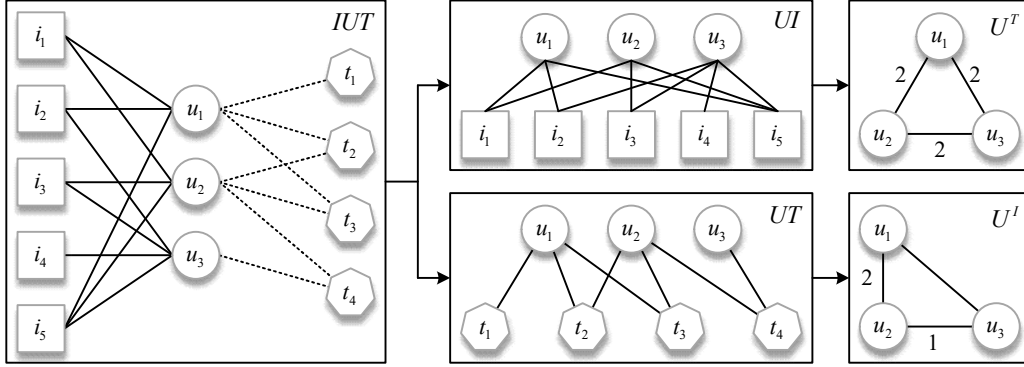 IUT
i1
i2
i3
i4
i5
u1
u2
u3
t1
t2
t3
t4
UI
u1 u2 u3
i1 i2 i3 i4 i5
UT
u1 u2 u3
t1 t2 t3 t4
U^T
u1
2 2
u2 u3
2
U^I
u1
2
u2 u3
1